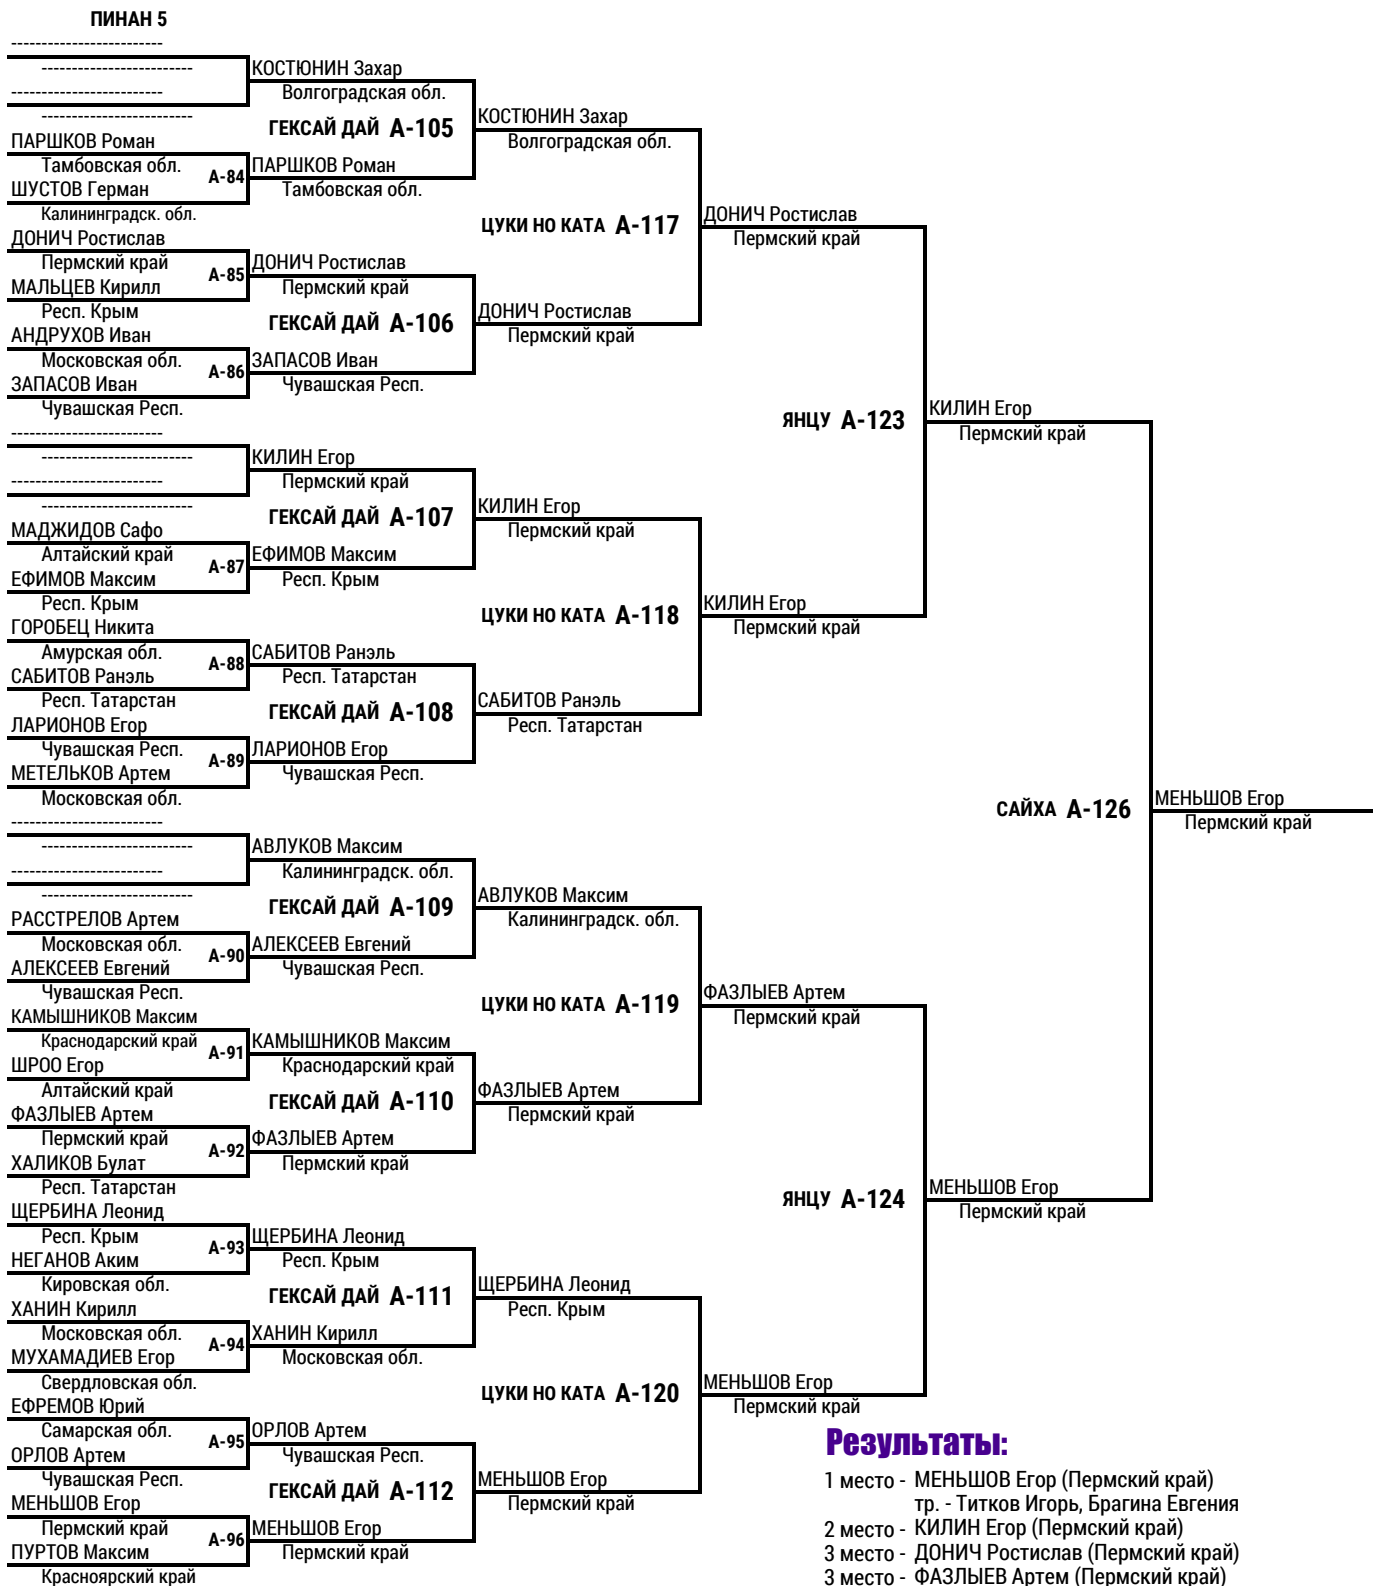 ПИНАН 5
-------------------------
-------------------------
-------------------------
-------------------------
ПАРШКОВ Роман
Тамбовская обл.
А-84
ШУСТОВ Герман
Калининградск. обл.
ДОНИЧ Ростислав
Пермский край
А-85
МАЛЬЦЕВ Кирилл
Респ. Крым
АНДРУХОВ Иван
Московская обл.
А-86
ЗАПАСОВ Иван
Чувашская Респ.
-------------------------
-------------------------
-------------------------
-------------------------
МАДЖИДОВ Сафо
Алтайский край
А-87
ЕФИМОВ Максим
Респ. Крым
ГОРОБЕЦ Никита
Амурская обл.
А-88
САБИТОВ Ранэль
Респ. Татарстан
ЛАРИОНОВ Егор
Чувашская Респ.
А-89
МЕТЕЛЬКОВ Артем
Московская обл.
-------------------------
-------------------------
-------------------------
-------------------------
РАССТРЕЛОВ Артем
Московская обл.
А-90
АЛЕКСЕЕВ Евгений
Чувашская Респ.
КАМЫШНИКОВ Максим
Краснодарский край
А-91
ШРОО Егор
Алтайский край
ФАЗЛЫЕВ Артем
Пермский край
А-92
ХАЛИКОВ Булат
Респ. Татарстан
ЩЕРБИНА Леонид
Респ. Крым
А-93
НЕГАНОВ Аким
Кировская обл.
ХАНИН Кирилл
Московская обл.
А-94
МУХАМАДИЕВ Егор
Свердловская обл.
ЕФРЕМОВ Юрий
Самарская обл.
А-95
ОРЛОВ Артем
Чувашская Респ.
МЕНЬШОВ Егор
Пермский край
А-96
ПУРТОВ Максим
Красноярский край
КОСТЮНИН Захар
Волгоградская обл.
ГЕКСАЙ ДАЙ А-105
ПАРШКОВ Роман
Тамбовская обл.
ДОНИЧ Ростислав
Пермский край
ГЕКСАЙ ДАЙ А-106
ЗАПАСОВ Иван
Чувашская Респ.
КИЛИН Егор
Пермский край
ГЕКСАЙ ДАЙ А-107
ЕФИМОВ Максим
Респ. Крым
САБИТОВ Ранэль
Респ. Татарстан
ГЕКСАЙ ДАЙ А-108
ЛАРИОНОВ Егор
Чувашская Респ.
АВЛУКОВ Максим
Калининградск. обл.
ГЕКСАЙ ДАЙ А-109
АЛЕКСЕЕВ Евгений
Чувашская Респ.
КАМЫШНИКОВ Максим
Краснодарский край
ГЕКСАЙ ДАЙ А-110
ФАЗЛЫЕВ Артем
Пермский край
ЩЕРБИНА Леонид
Респ. Крым
ГЕКСАЙ ДАЙ А-111
ХАНИН Кирилл
Московская обл.
ОРЛОВ Артем
Чувашская Респ.
ГЕКСАЙ ДАЙ А-112
МЕНЬШОВ Егор
Пермский край
КОСТЮНИН Захар
Волгоградская обл.
ЦУКИ НО КАТА А-117
ДОНИЧ Ростислав
Пермский край
КИЛИН Егор
Пермский край
ЦУКИ НО КАТА А-118
САБИТОВ Ранэль
Респ. Татарстан
АВЛУКОВ Максим
Калининградск. обл.
ЦУКИ НО КАТА А-119
ФАЗЛЫЕВ Артем
Пермский край
ЩЕРБИНА Леонид
Респ. Крым
ЦУКИ НО КАТА А-120
МЕНЬШОВ Егор
Пермский край
ДОНИЧ Ростислав
Пермский край
ЯНЦУ А-123
КИЛИН Егор
Пермский край
ФАЗЛЫЕВ Артем
Пермский край
ЯНЦУ А-124
МЕНЬШОВ Егор
Пермский край
КИЛИН Егор
Пермский край
САЙХА А-126
МЕНЬШОВ Егор
Пермский край
МЕНЬШОВ Егор
Пермский край
Результаты:
1 место - МЕНЬШОВ Егор (Пермский край)
тр. - Титков Игорь, Брагина Евгения
2 место - КИЛИН Егор (Пермский край)
3 место - ДОНИЧ Ростислав (Пермский край)
3 место - ФАЗЛЫЕВ Артем (Пермский край)